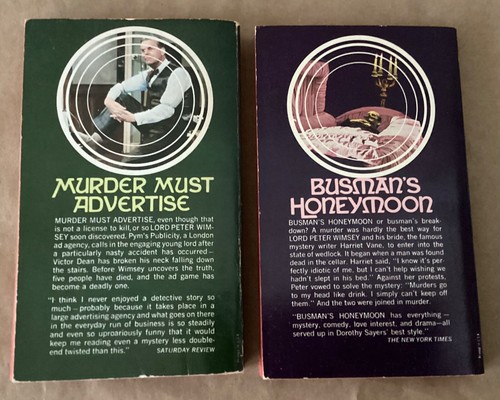 MURDER MUST
ADVERTISE
MURDER MUST ADVERTISE, even though that
is not a license to kill, or so LORD PETER WIM-
SEY soon discovered. Pym's Publicity, a London
ad agency, calls in the engaging young lord after
a particularly nasty accident has occurred–
Victor Dean has broken his neck falling down
the stairs. Before Wimsey uncovers the truth,
five people have died, and the ad game has
become a deadly one.
"I think I never enjoyed a detective story so
much – probably because it takes place in a
large advertising agency and what goes on there
in the everyday run of business is so steadily
and even so uproariously funny that it would
keep me reading even a mystery less double-
end twisted than this." SATURDAY REVIEW
BUSMAN'S
HONEYMOON
BUSMAN'S HONEYMOON or busman's break-
down? A murder was hardly the best way for
LORD PETER WIMSEY and his bride, the famous
mystery writer Harriet Vane, to enter into the
state of wedlock. It began when a man was found
dead in the cellar. Harriet said, "I know it's per-
fectly idiotic of me, but I can't help wishing we
hadn't slept in his bed." Against her protests,
Peter vowed to solve the mystery: "Murders go
to my head like drink. I simply can't keep off
them." And the two were joined in murder.
"BUSMAN'S HONEYMOON has everything –
mystery, comedy, love interest, and drama—all
served up in Dorothy Sayers' best style."
THE NEW YORK TIMES